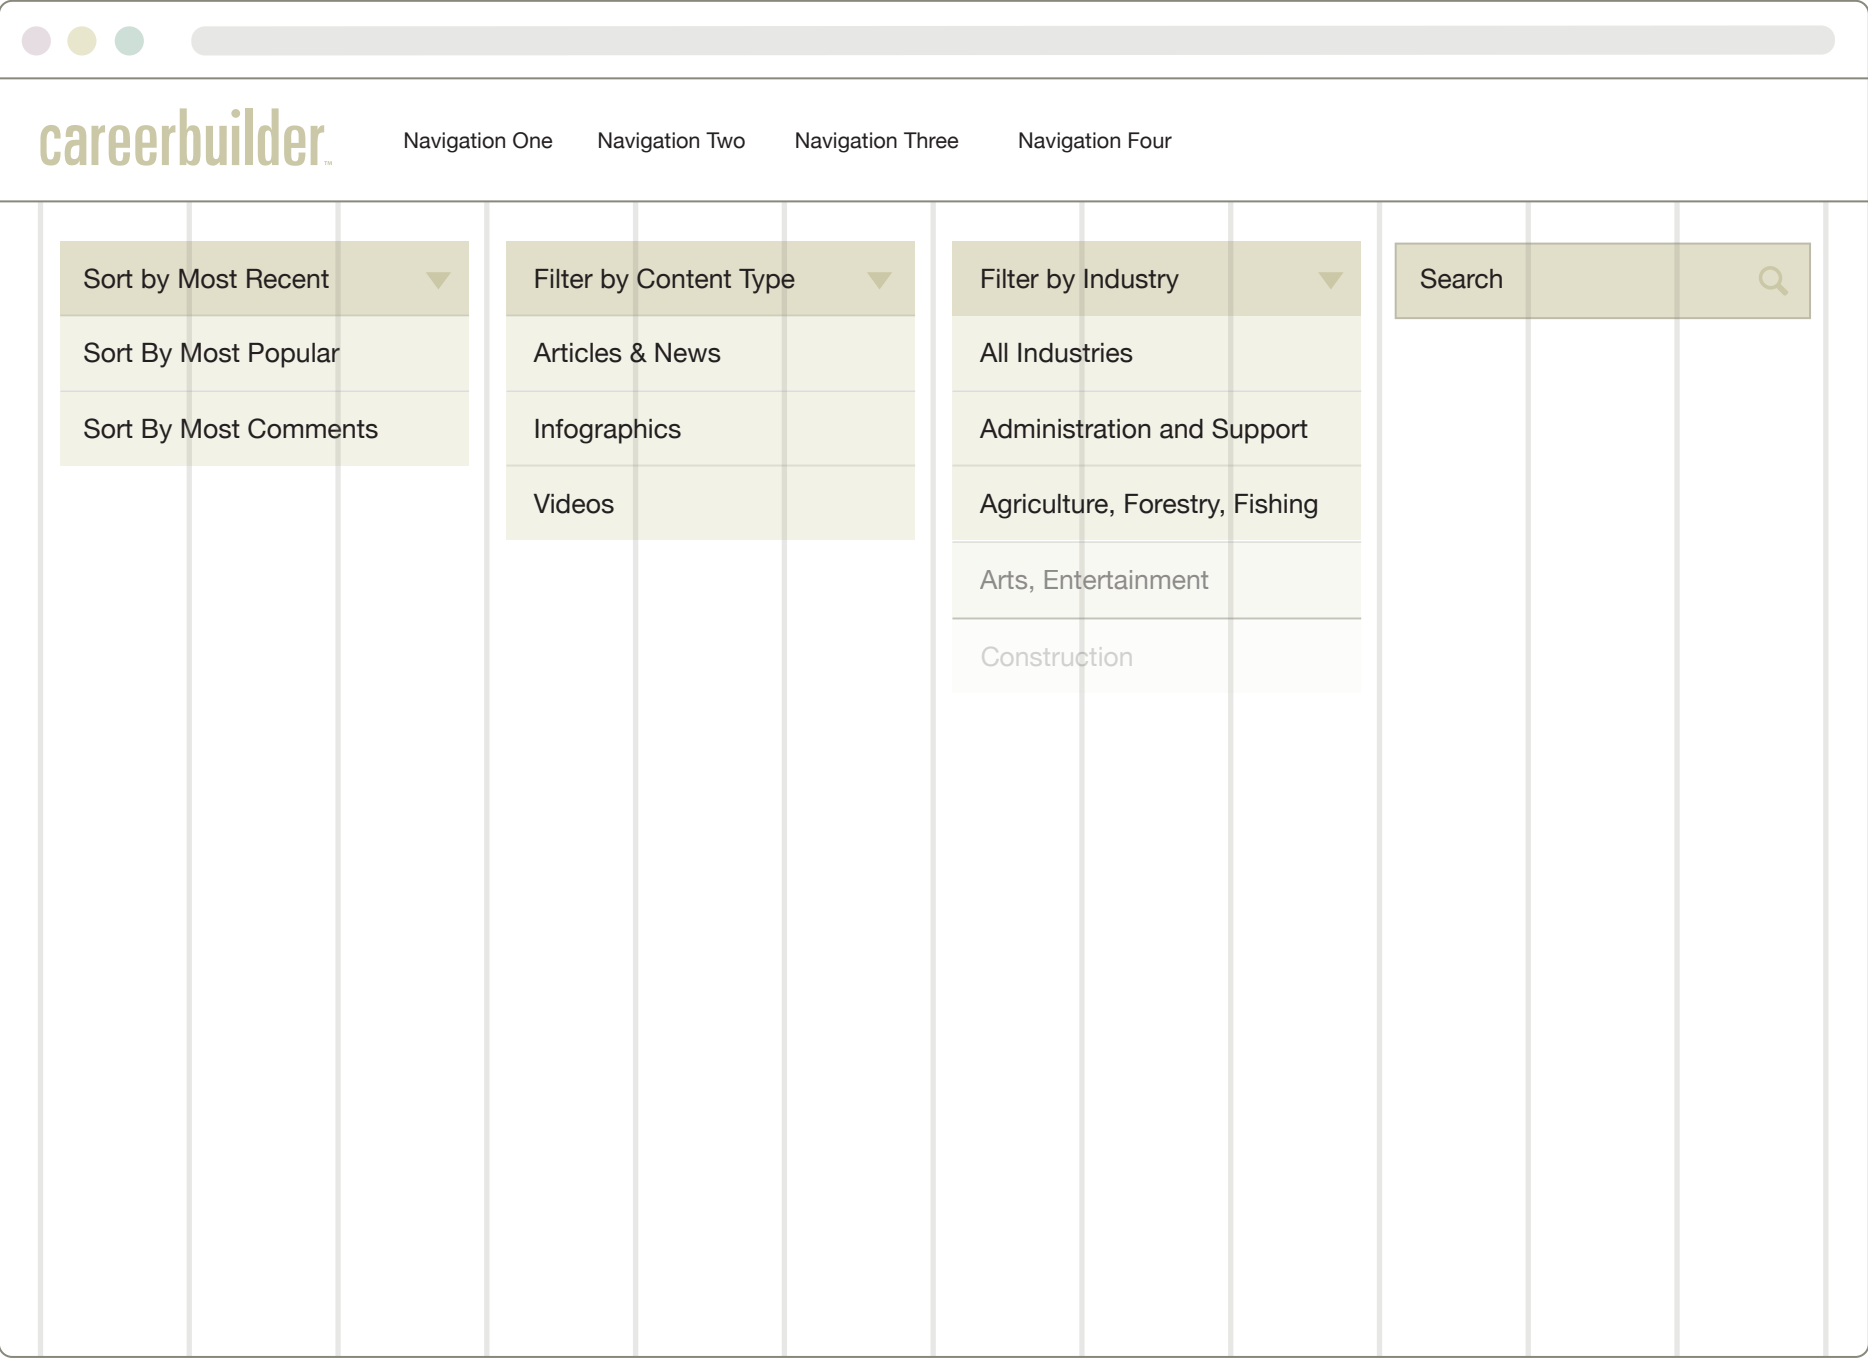 careerbuilder™
Navigation One
Navigation Two
Navigation Three
Navigation Four
Sort by Most Recent
Sort By Most Popular
Sort By Most Comments
Filter by Content Type
Articles & News
Infographics
Videos
Filter by Industry
All Industries
Administration and Support
Agriculture, Forestry, Fishing
Arts, Entertainment
Construction
Search